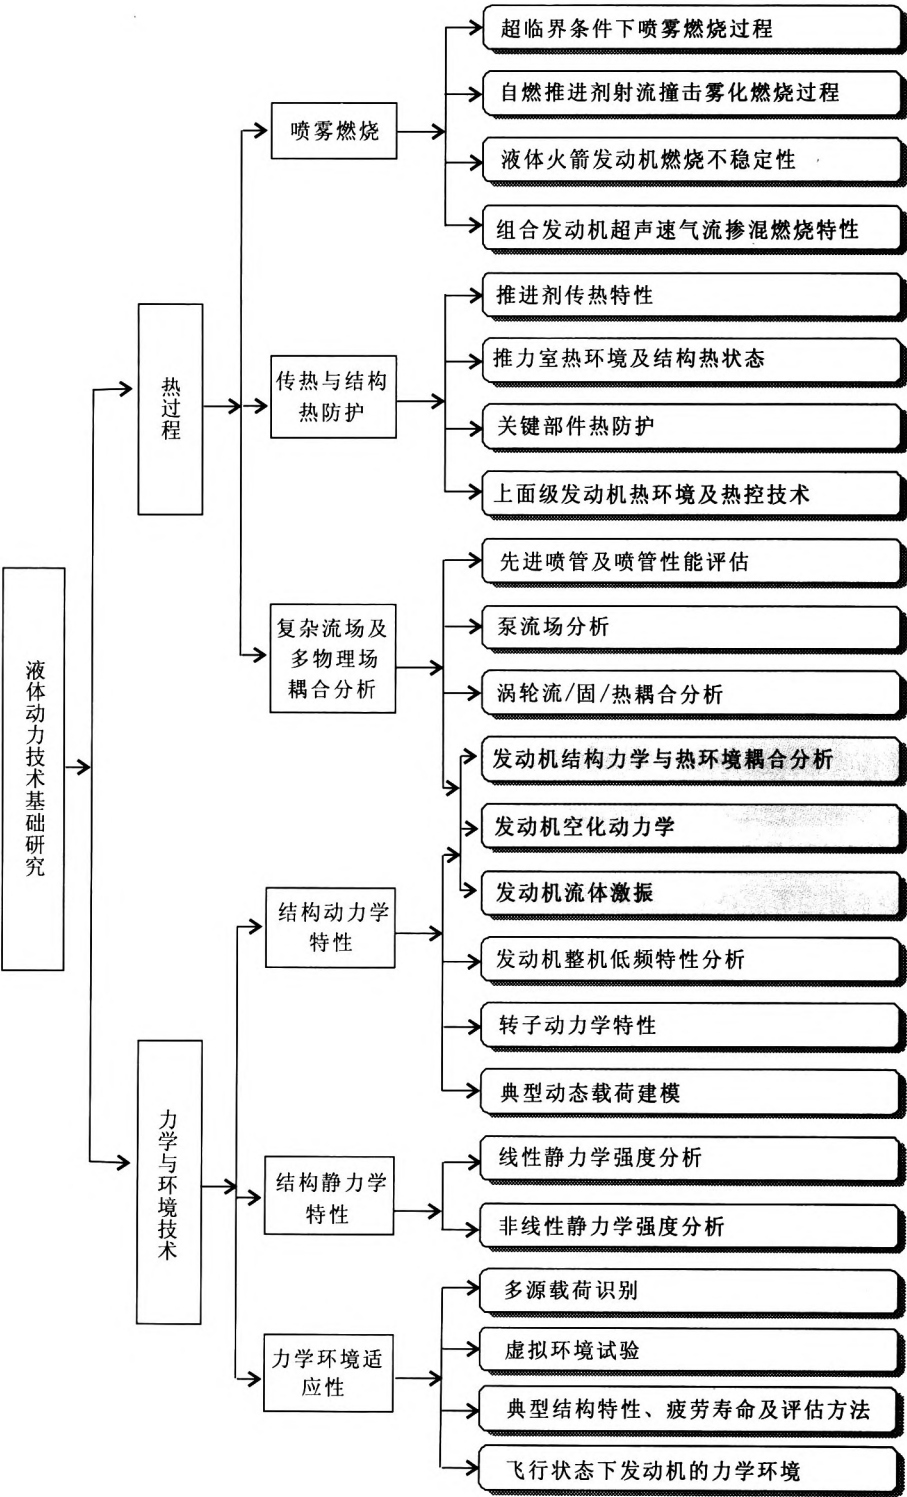 液体动力技术基础研究
热过程
喷雾燃烧
超临界条件下喷雾燃烧过程
自燃推进剂射流撞击雾化燃烧过程
液体火箭发动机燃烧不稳定性
组合发动机超声速气流掺混燃烧特性
传热与结构
热防护
推进剂传热特性
推力室热环境及结构热状态
关键部件热防护
上面级发动机热环境及热控技术
复杂流场及
多物理场
耦合分析
先进喷管及喷管性能评估
泵流场分析
涡轮流/固/热耦合分析
发动机结构力学与热环境耦合分析
发动机空化动力学
发动机流体激振
力学与环境技术
结构动力学
特性
发动机整机低频特性分析
转子动力学特性
典型动态载荷建模
结构静力学
特性
线性静力学强度分析
非线性静力学强度分析
力学环境适
应性
多源载荷识别
虚拟环境试验
典型结构特性、疲劳寿命及评估方法
飞行状态下发动机的力学环境